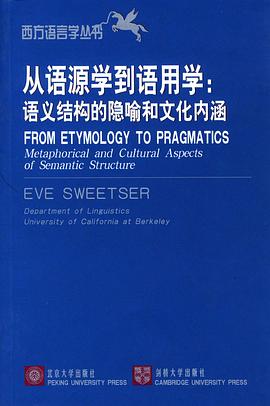 西方语言学丛书
从语源学到语用学：
语义结构的隐喻和文化内涵
FROM ETYMOLOGY TO PRAGMATICS
Metaphorical and Cultural Aspects
of Semantic Structure
EVE SWEETSER
Department of Linguistics
University of California at Berkeley
北京大学出版社
PEKING UNIVERSITY PRESS
剑桥大学出版社
CAMBRIDGE UNIVERSITY PRESS